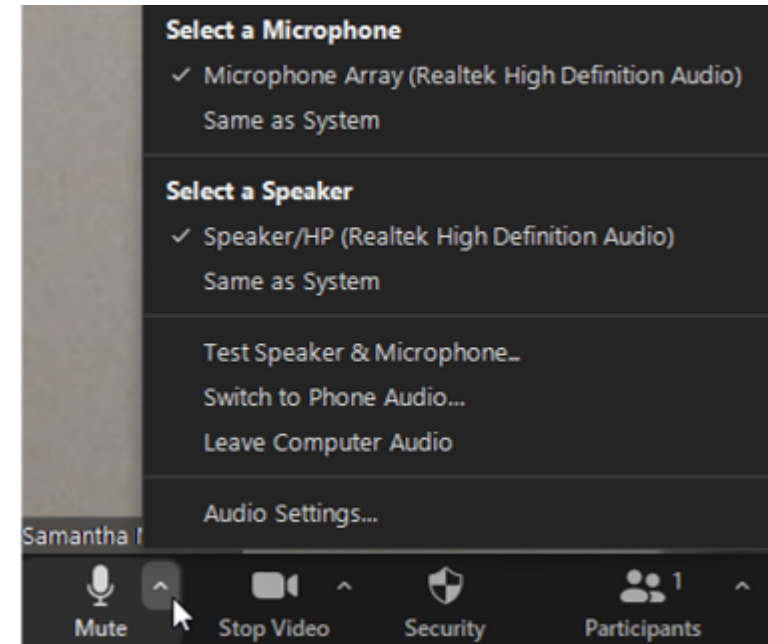 Select a Microphone
✓ Microphone Array (Realtek High Definition Audio)
Same as System
Select a Speaker
✓ Speaker/HP (Realtek High Definition Audio)
Same as System
Test Speaker & Microphone...
Switch to Phone Audio...
Leave Computer Audio
Audio Settings...
Samantha
Mute
Stop Video
Security
1
Participants